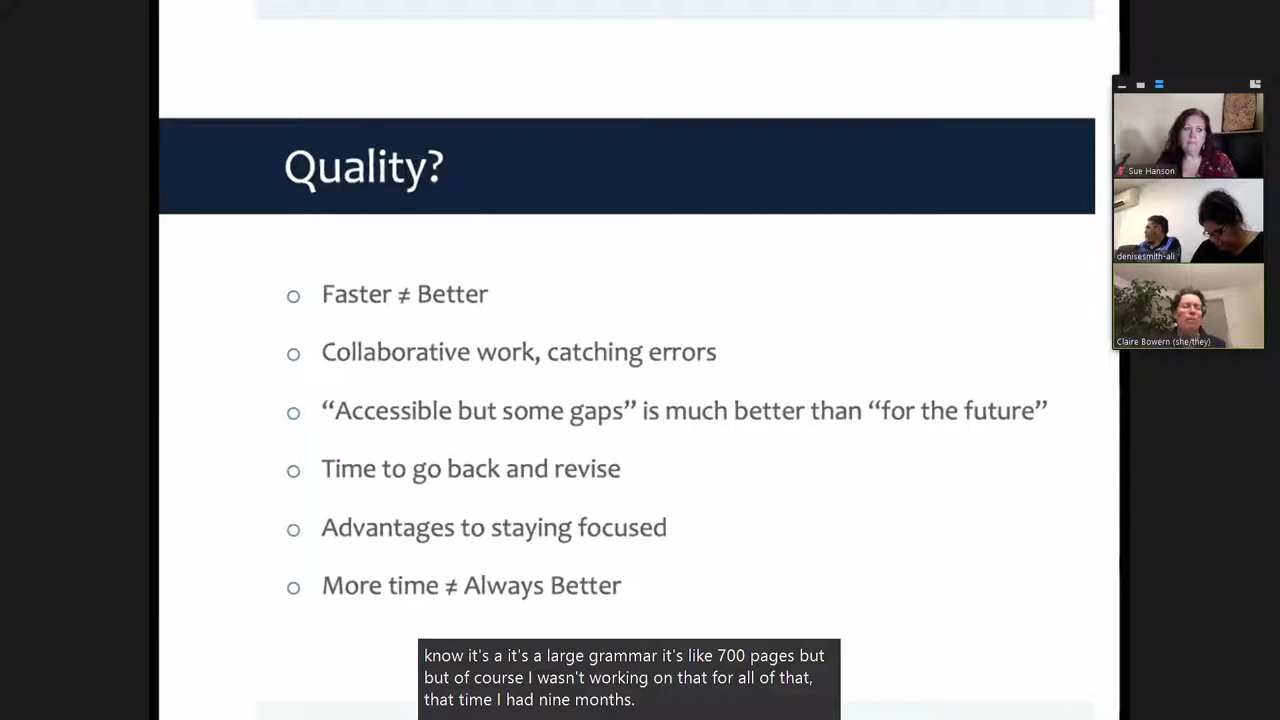 Quality?
Faster ≠ Better
Collaborative work, catching errors
“Accessible but some gaps” is much better than “for the future”
Time to go back and revise
Advantages to staying focused
More time ≠ Always Better
Sue Hanson
denisesmith-ali
Claire Bowern (she/they)
know it's a it's a large grammar it's like 700 pages but
but of course I wasn't working on that for all of that,
that time I had nine months.